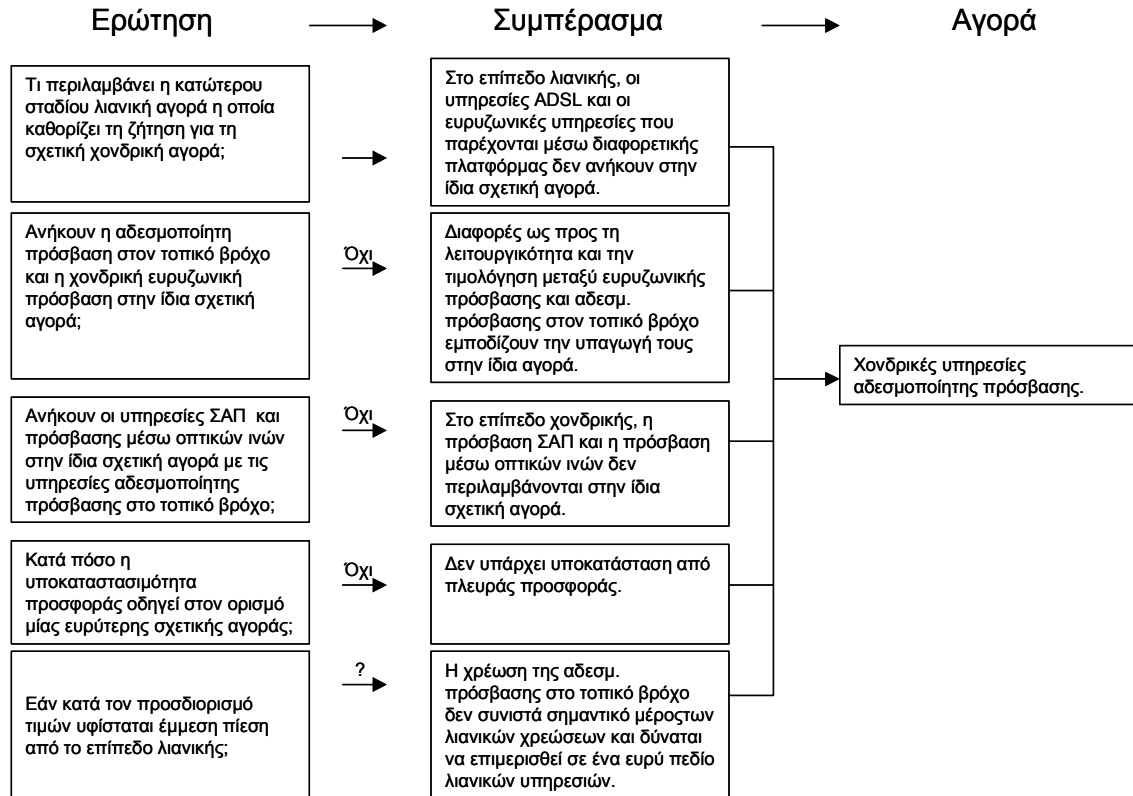 Ερώτηση
Συμπέρασμα
Αγορά
Τι περιλαμβάνει η κατώτερου
σταδίου λιανική αγορά η οποία
καθορίζει τη ζήτηση για τη
σχετική χονδρική αγορά;
Στο επίπεδο λιανικής, οι
υπηρεσίες ADSL και οι
ευρυζωνικές υπηρεσίες που
παρέχονται μέσω διαφορετικής
πλατφόρμας δεν ανήκουν στην
ίδια σχετική αγορά.
Ανήκουν η αδεσμοποίητη
πρόσβαση στον τοπικό βρόχο
και η χονδρική ευρυζωνική
πρόσβαση στην ίδια σχετική
αγορά;
Όχι
Διαφορές ως προς τη
λειτουργικότητα και την
τιμολόγηση μεταξύ ευρυζωνικής
πρόσβασης και αδεσμ.
πρόσβασης στον τοπικό βρόχο
εμποδίζουν την υπαγωγή τους
στην ίδια αγορά.
Χονδρικές υπηρεσίες
αδεσμοποίητης πρόσβασης.
Ανήκουν οι υπηρεσίες ΣΑΠ και
πρόσβασης μέσω οπτικών ινών
στην ίδια σχετική αγορά με τις
υπηρεσίες αδεσμοποίητης
πρόσβασης στο τοπικό βρόχο;
Όχι
Στο επίπεδο χονδρικής, η
πρόσβαση ΣΑΠ και η πρόσβαση
μέσω οπτικών ινών δεν
περιλαμβάνονται στην ίδια
σχετική αγορά.
Κατά πόσο η
υποκαταστασιμότητα
προσφοράς οδηγεί στον ορισμό
μίας ευρύτερης σχετικής αγοράς;
Όχι
Δεν υπάρχει υποκατάσταση από
πλευράς προσφοράς.
Εάν κατά τον προσδιορισμό
τιμών υφίσταται έμμεση πίεση
από το επίπεδο λιανικής;
?
Η χρέωση της αδεσμ.
πρόσβασης στο τοπικό βρόχο
δεν συνιστά σημαντικό μέροςτων
λιανικών χρεώσεων και δύναται
να επιμερισθεί σε ένα ευρύ πεδίο
λιανικών υπηρεσιών.